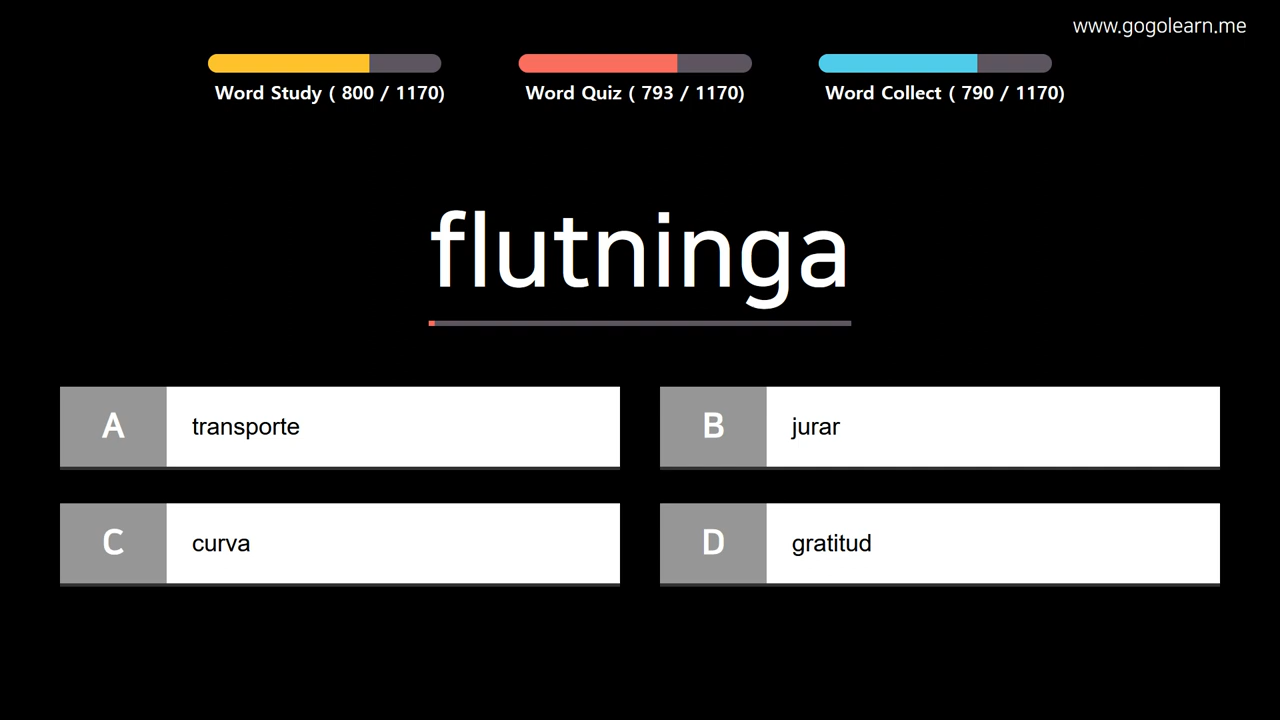 www.gogolearn.me
Word Study ( 800 / 1170)
Word Quiz ( 793 / 1170)
Word Collect ( 790 / 1170)
flutninga
A
transporte
B
jurar
C
curva
D
gratitud